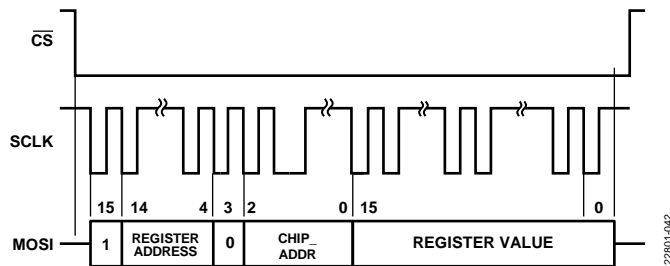 CS
SCLK
15 14 4 3 2 0 15 0
MOSI 1 REGISTER ADDRESS 0 CHIP_ ADDR REGISTER VALUE
22801-042